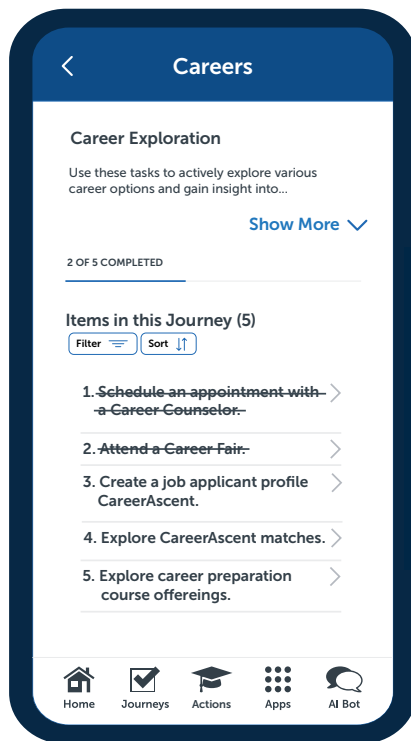 Careers
Career Exploration
Use these tasks to actively explore various
career options and gain insight into...
Show More
2 OF 5 COMPLETED
Items in this Journey (5)
Filter Sort
1. Schedule an appointment with
a Career Counselor.
2. Attend a Career Fair.
3. Create a job applicant profile
CareerAscent.
4. Explore CareerAscent matches.
5. Explore career preparation
course offereings.
Home Journeys Actions Apps AI Bot